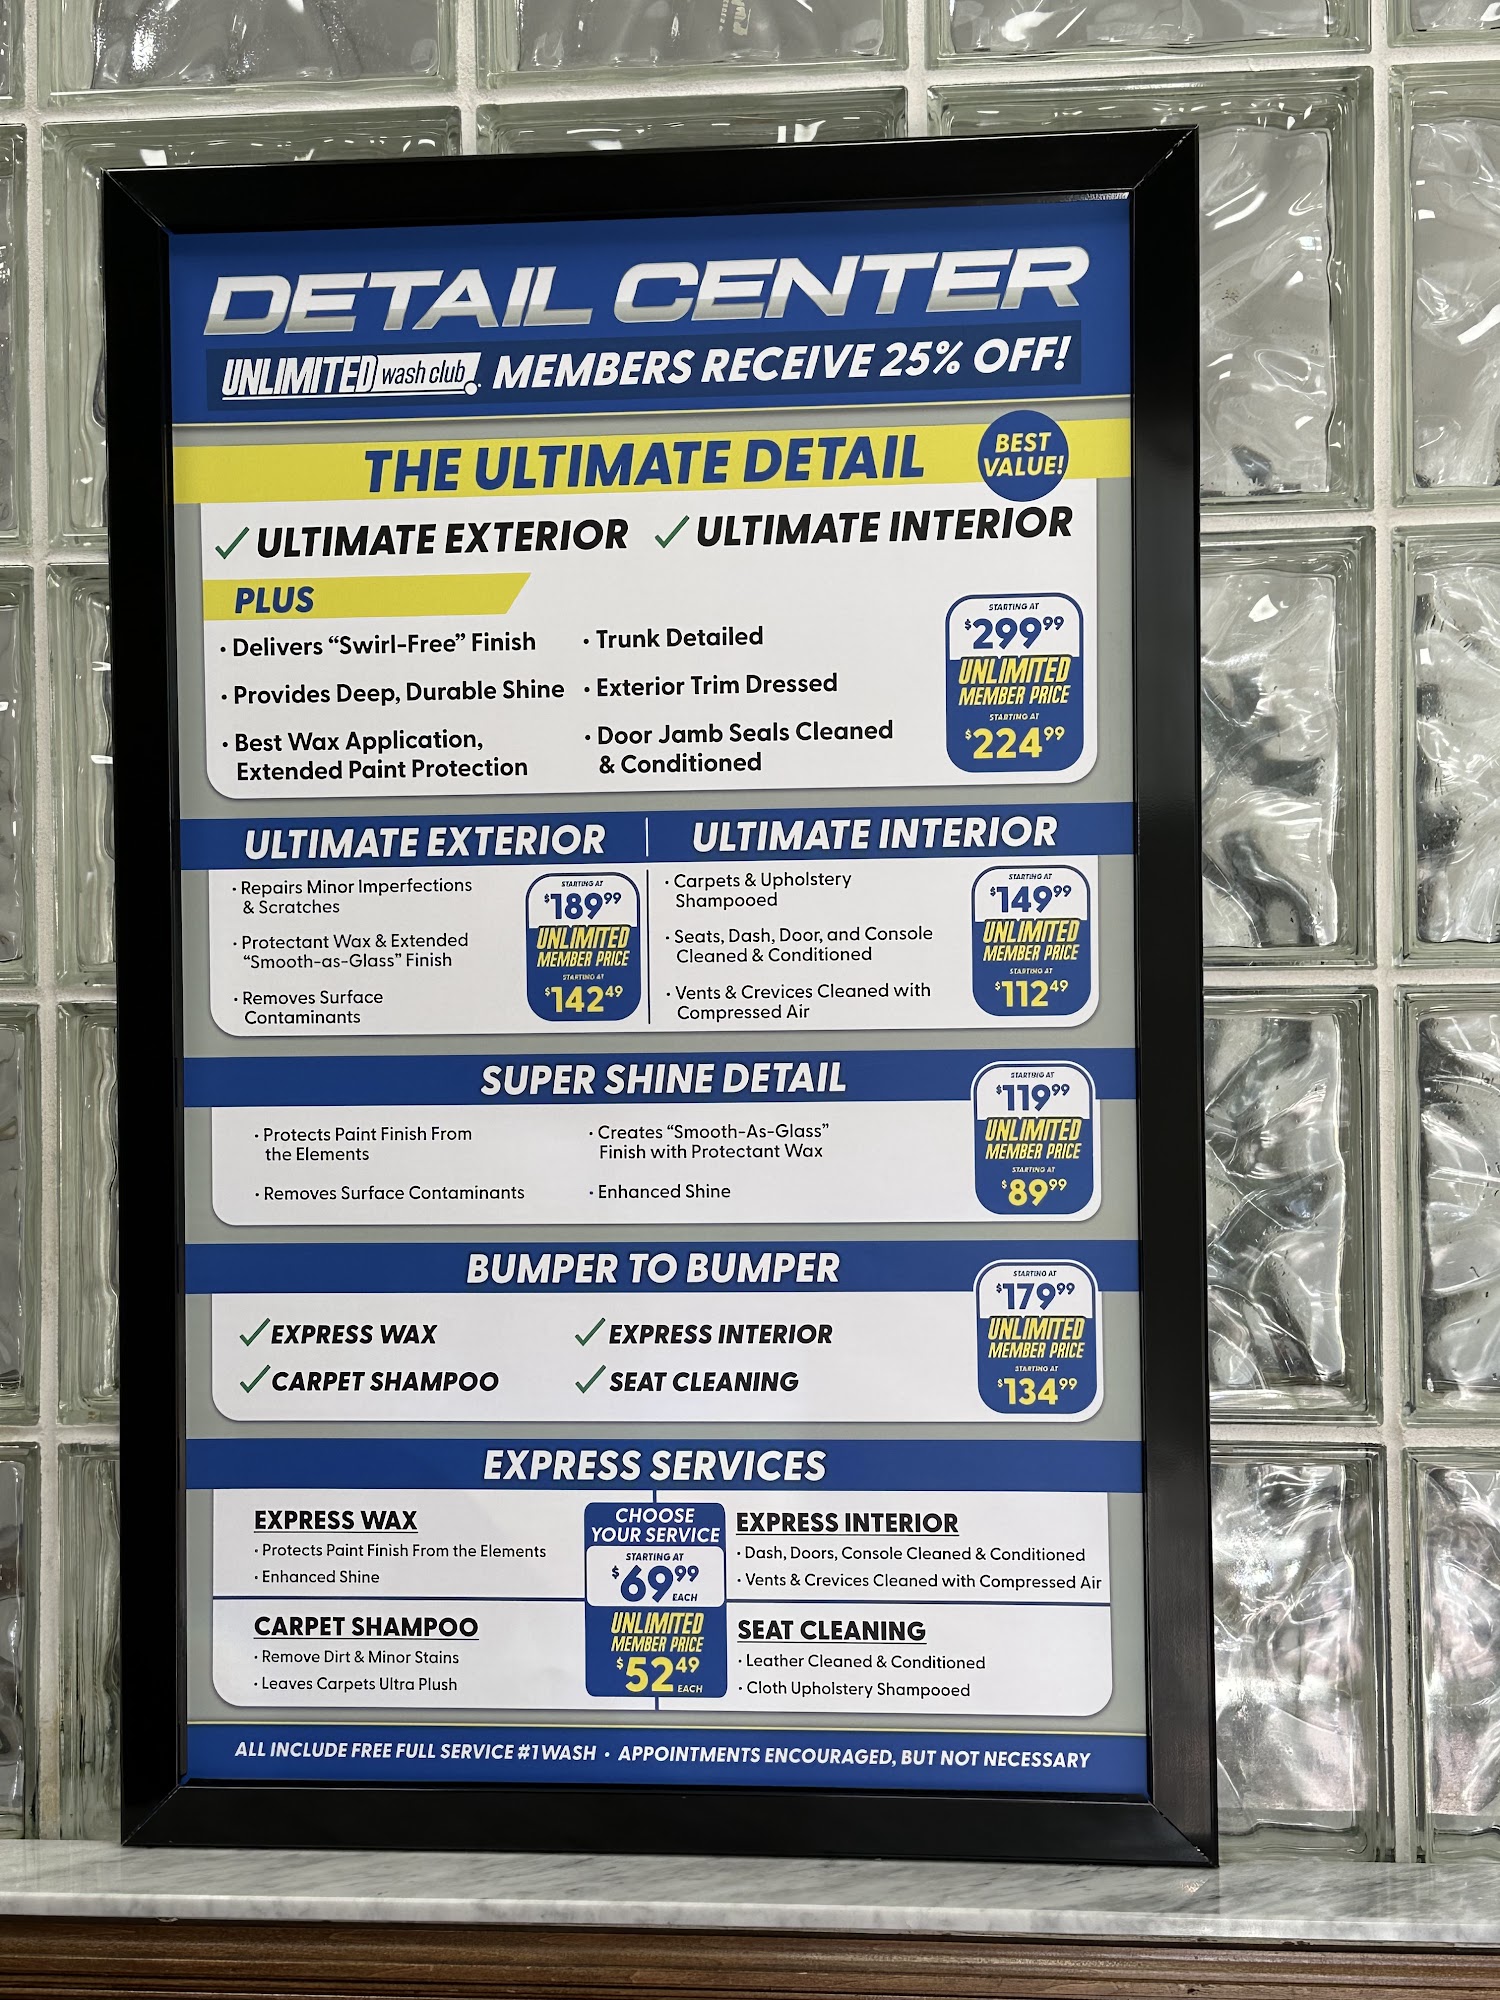 DETAIL CENTER
UNLIMITED wash club. MEMBERS RECEIVE 25% OFF!
THE ULTIMATE DETAIL
BEST
VALUE!
✓ ULTIMATE EXTERIOR ✓ ULTIMATE INTERIOR
PLUS
• Delivers “Swirl-Free” Finish
• Provides Deep, Durable Shine
• Best Wax Application,
Extended Paint Protection
• Trunk Detailed
• Exterior Trim Dressed
• Door Jamb Seals Cleaned
& Conditioned
STARTING AT
$299.99
UNLIMITED
MEMBER PRICE
STARTING AT
$224.99
ULTIMATE EXTERIOR
• Repairs Minor Imperfections
& Scratches
• Protectant Wax & Extended
“Smooth-as-Glass” Finish
• Removes Surface
Contaminants
STARTING AT
$189.99
UNLIMITED
MEMBER PRICE
STARTING AT
$142.49
ULTIMATE INTERIOR
• Carpets & Upholstery
Shampooed
• Seats, Dash, Door, and Console
Cleaned & Conditioned
• Vents & Crevices Cleaned with
Compressed Air
STARTING AT
$149.99
UNLIMITED
MEMBER PRICE
STARTING AT
$112.49
SUPER SHINE DETAIL
• Protects Paint Finish From
the Elements
• Removes Surface Contaminants
• Creates “Smooth-As-Glass”
Finish with Protectant Wax
• Enhanced Shine
STARTING AT
$119.99
UNLIMITED
MEMBER PRICE
STARTING AT
$89.99
BUMPER TO BUMPER
✓ EXPRESS WAX
✓ EXPRESS INTERIOR
✓ CARPET SHAMPOO
✓ SEAT CLEANING
STARTING AT
$179.99
UNLIMITED
MEMBER PRICE
STARTING AT
$134.99
EXPRESS SERVICES
EXPRESS WAX
• Protects Paint Finish From the Elements
• Enhanced Shine
CARPET SHAMPOO
• Remove Dirt & Minor Stains
• Leaves Carpets Ultra Plush
CHOOSE
YOUR SERVICE
STARTING AT
$69.99
EACH
UNLIMITED
MEMBER PRICE
$52.49
EACH
EXPRESS INTERIOR
• Dash, Doors, Console Cleaned & Conditioned
• Vents & Crevices Cleaned with Compressed Air
SEAT CLEANING
• Leather Cleaned & Conditioned
• Cloth Upholstery Shampooed
ALL INCLUDE FREE FULL SERVICE #1 WASH • APPOINTMENTS ENCOURAGED, BUT NOT NECESSARY